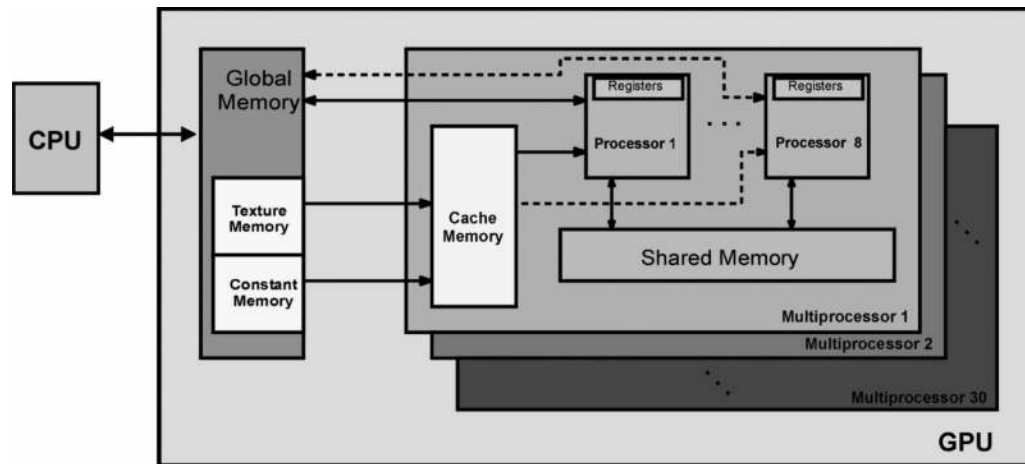 CPU
Global
Memory
Texture
Memory
Constant
Memory
Cache
Memory
Registers
Processor 1
. . .
Registers
Processor 8
Shared Memory
Multiprocessor 1
Multiprocessor 2
Multiprocessor 30
GPU